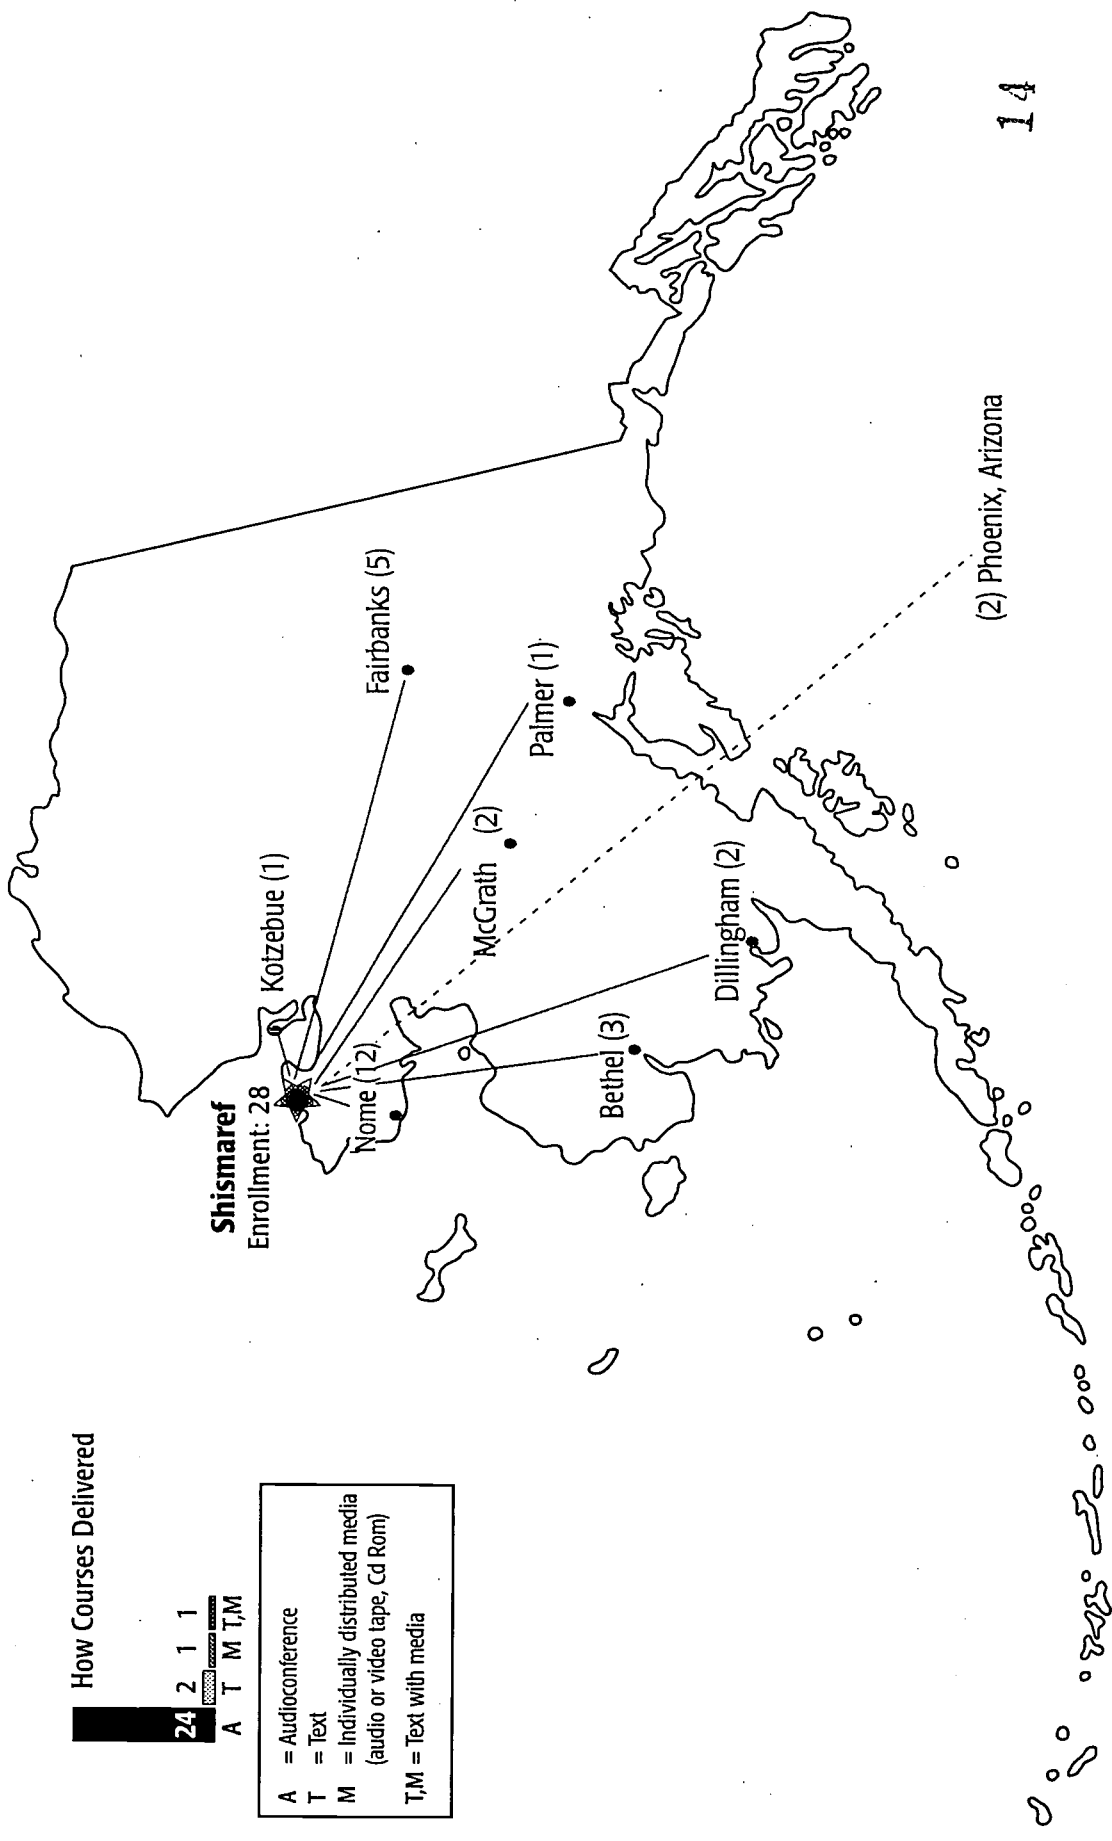 How Courses Delivered
24 2 1 1
A T M T,M
A = Audioconference
T = Text
M = Individually distributed media
(audio or video tape, Cd Rom)
T,M = Text with media
Shismaref
Enrollment: 28
Kotzebue (1)
Fairbanks (5)
Nome (12)
McGrath (2)
Palmer (1)
Bethel (3)
Dillingham (2)
(2) Phoenix, Arizona
14